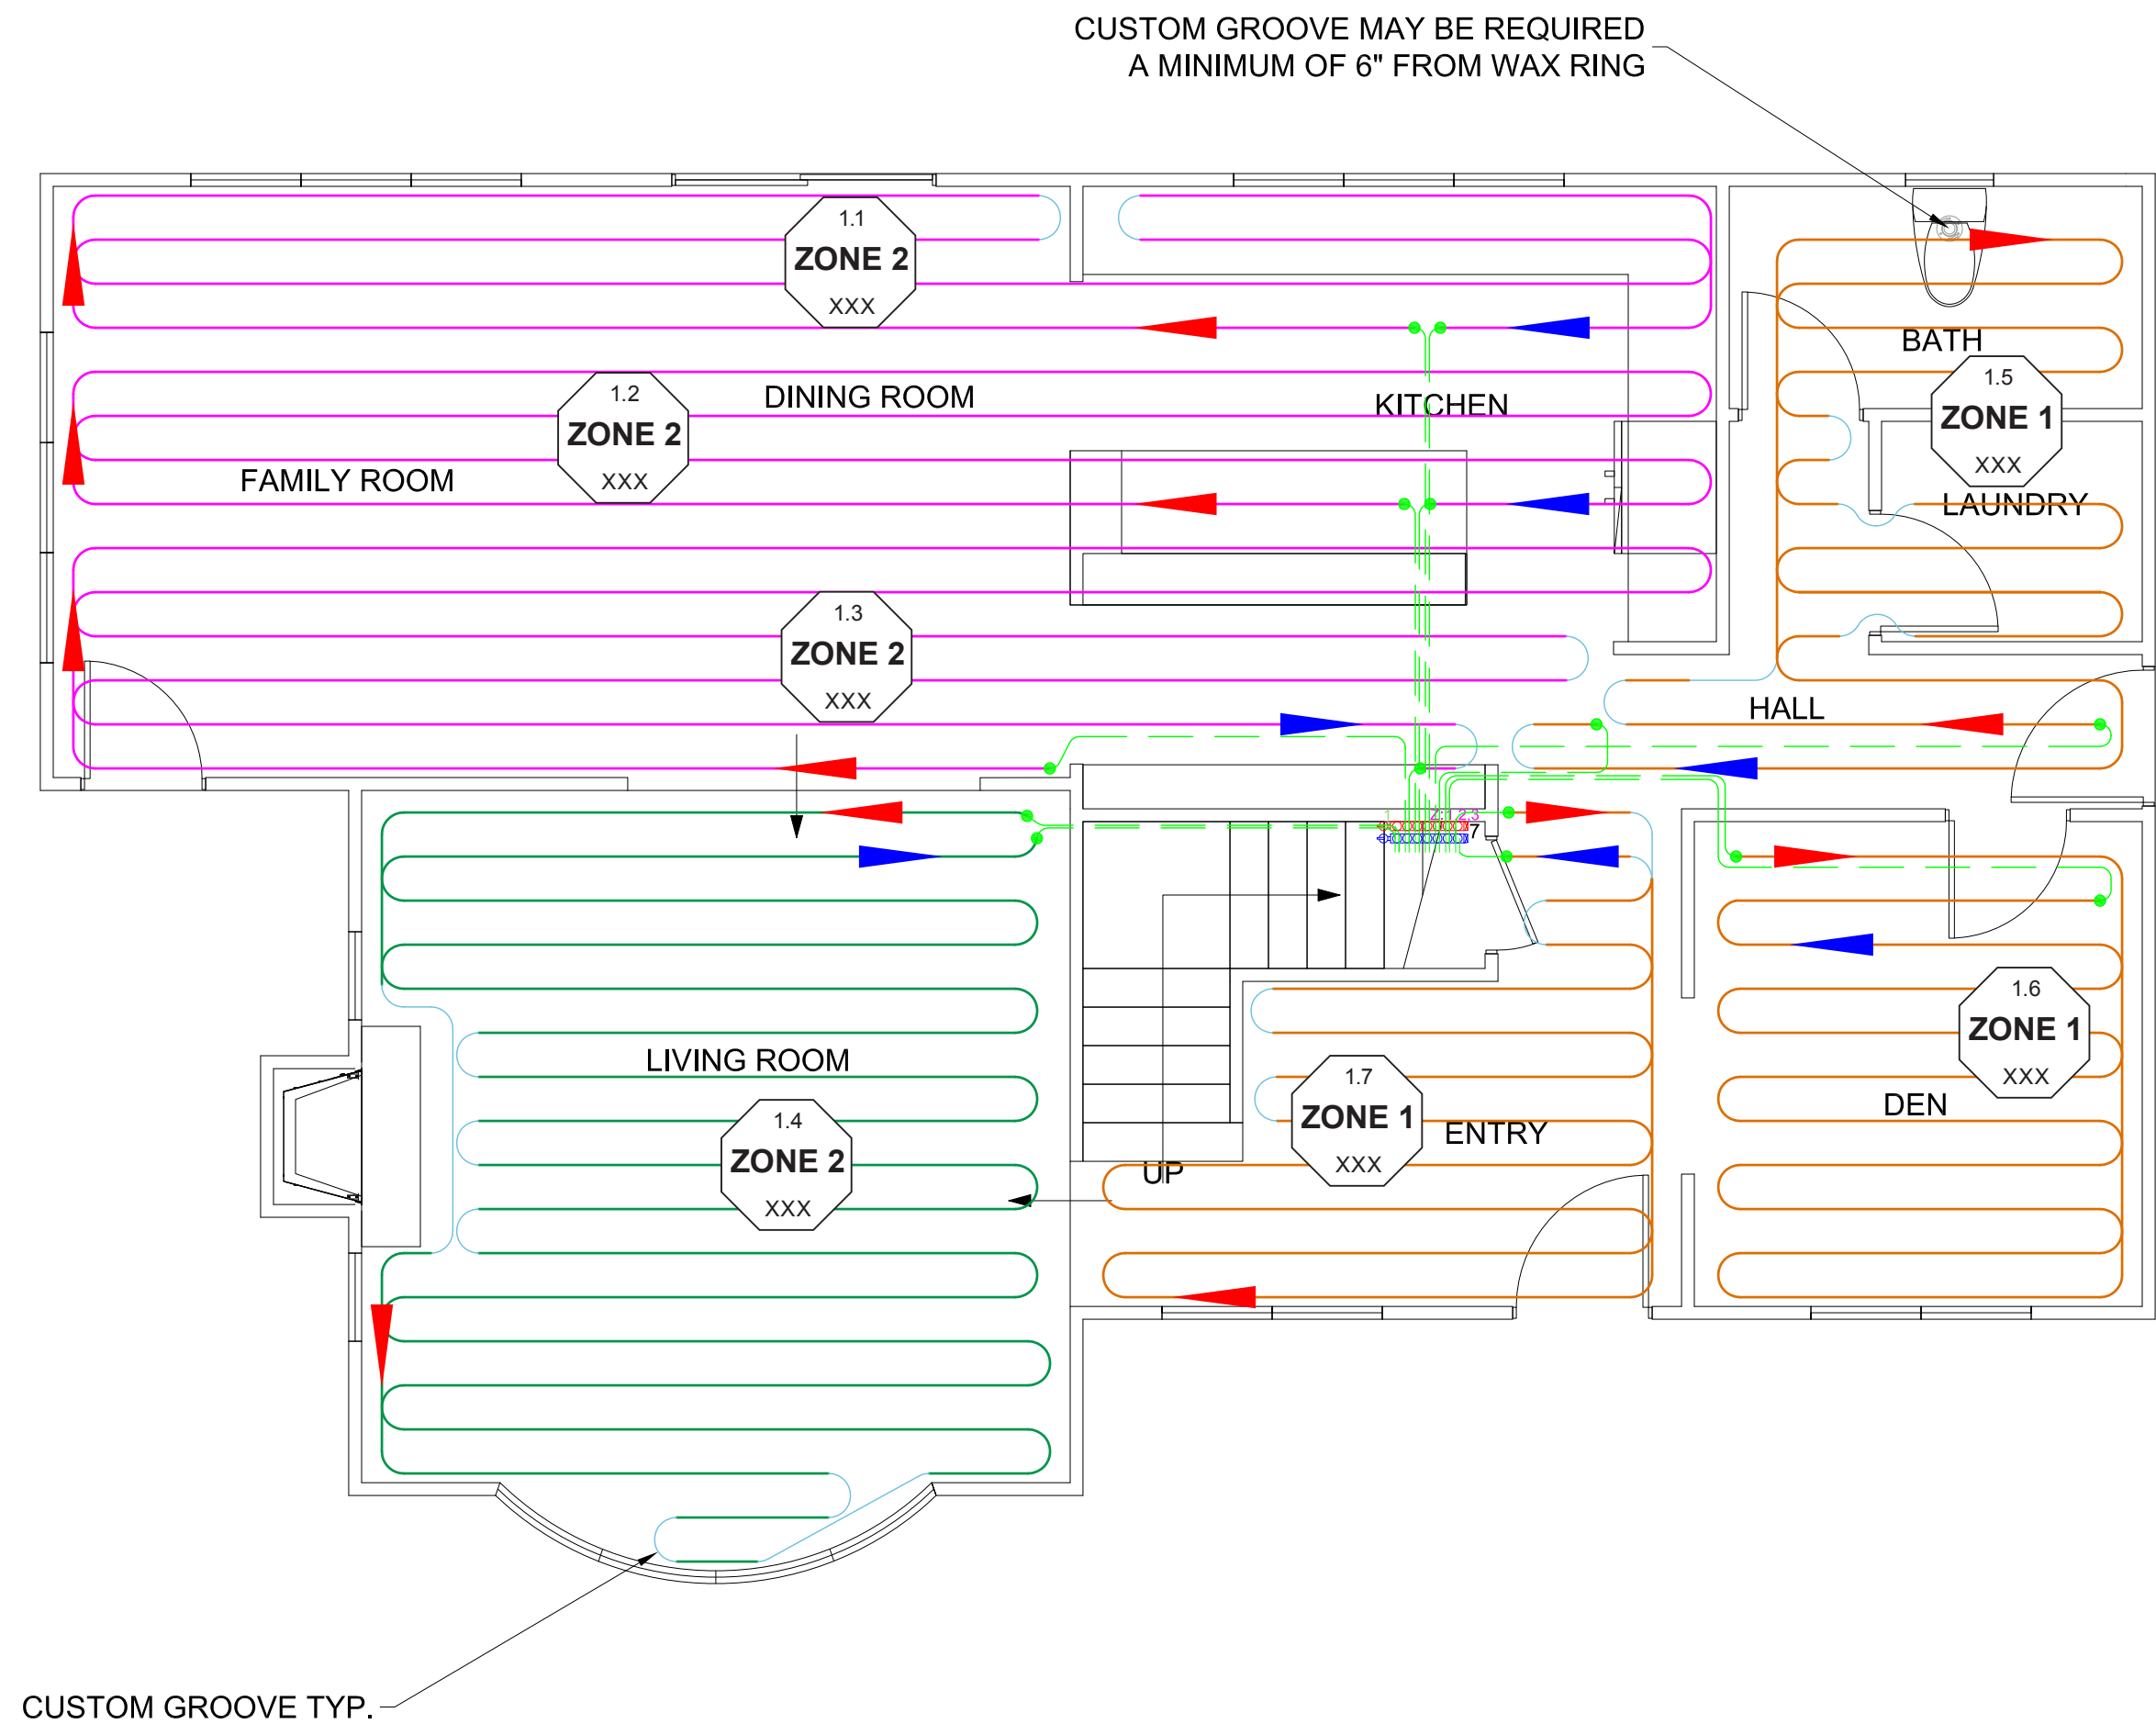 CUSTOM GROOVE MAY BE REQUIRED
A MINIMUM OF 6" FROM WAX RING
1.1
ZONE 2
XXX
1.2
ZONE 2
XXX
DINING ROOM
KITCHEN
FAMILY ROOM
BATH
1.5
ZONE 1
XXX
LAUNDRY
1.3
ZONE 2
XXX
HALL
7
LIVING ROOM
1.4
ZONE 2
XXX
1.7
ZONE 1
XXX
ENTRY
UP
1.6
ZONE 1
XXX
DEN
CUSTOM GROOVE TYP.